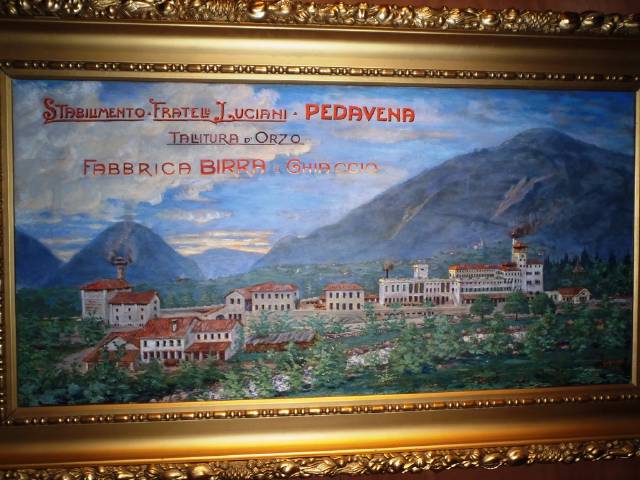 STABILIMENTO · FRATELLI LUCIANI · PEDAVENA
TALLITURA D'ORZO
FABBRICA BIRRA E GHIACCIO